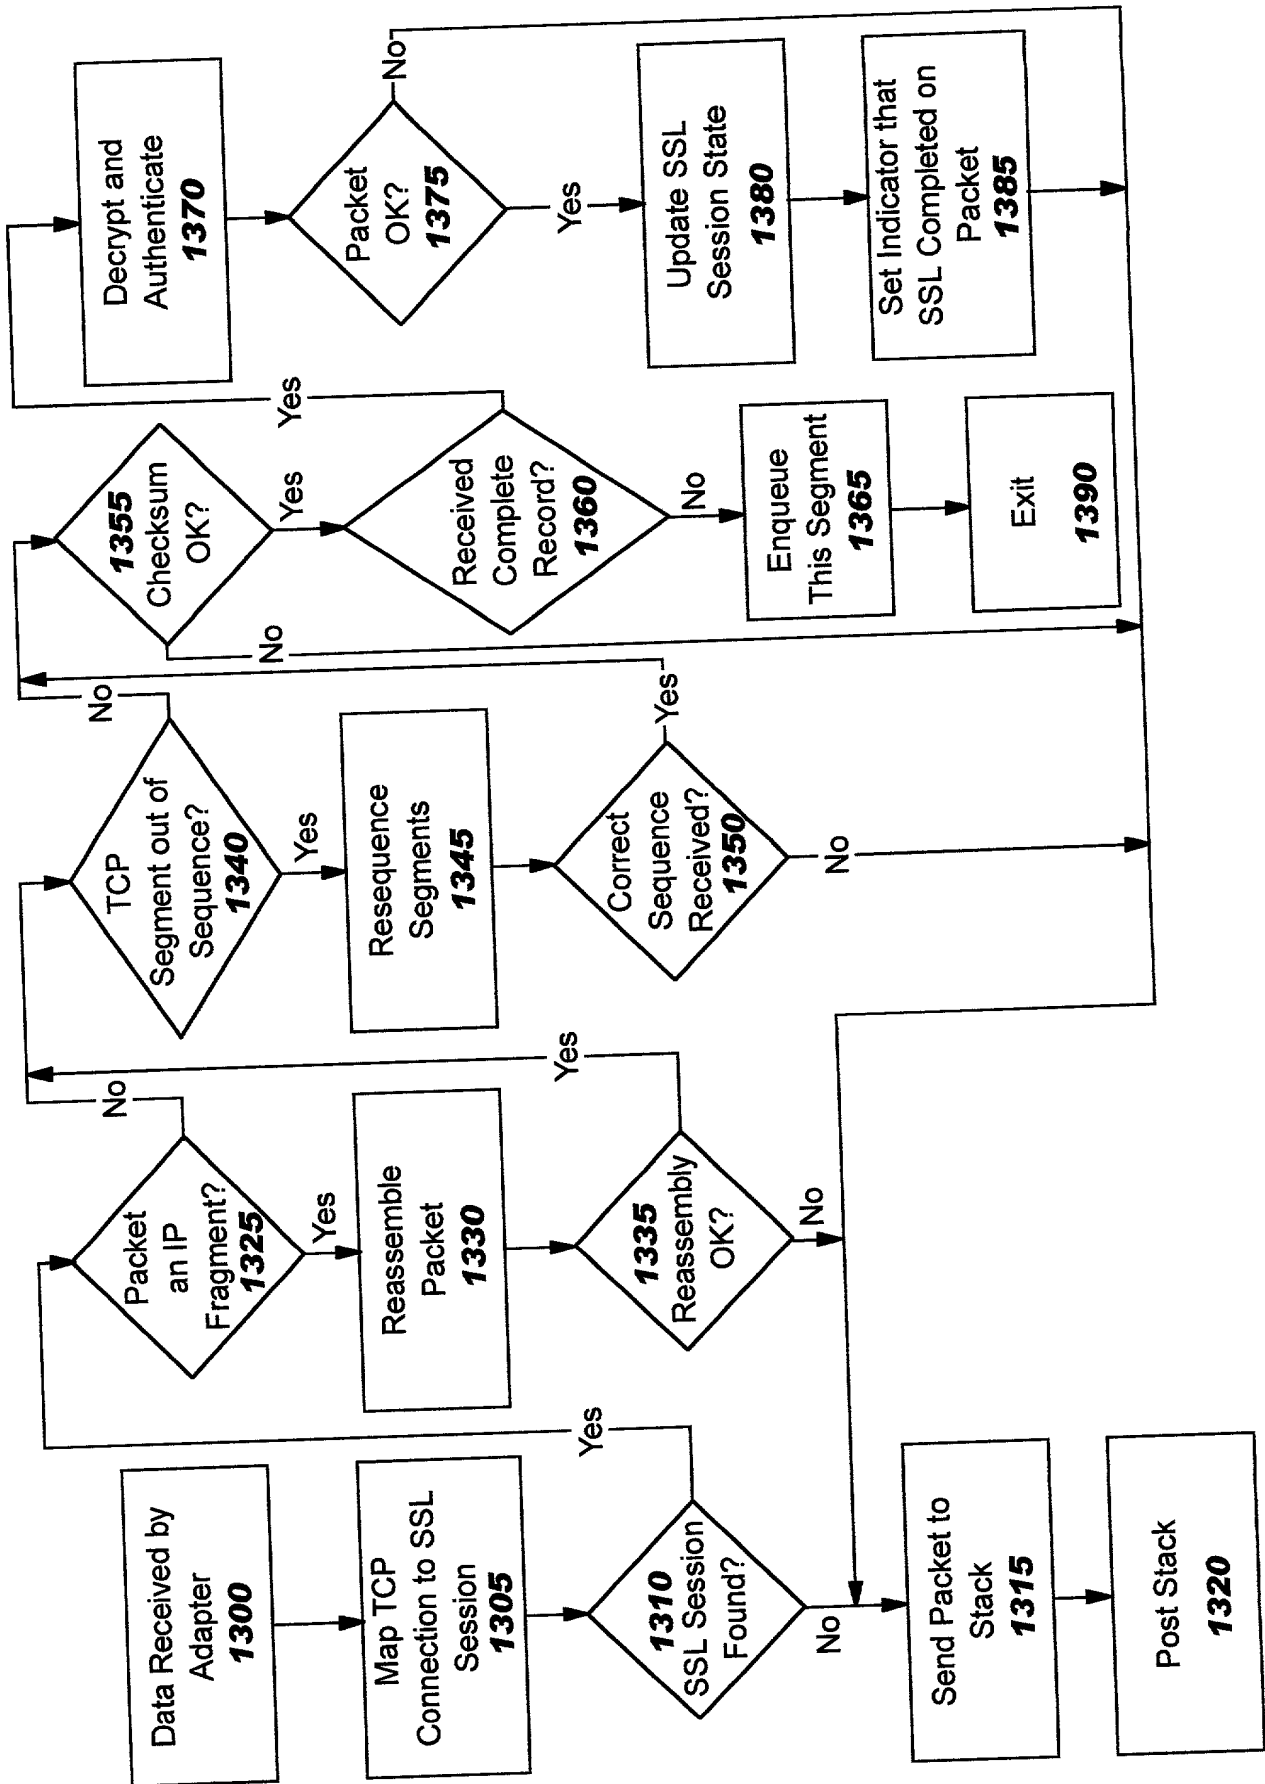 Data Received by
Adapter
1300
Map TCP
Connection to SSL
Session
1305
1310
SSL Session
Found?
Yes
No
Send Packet to
Stack
1315
Post Stack
1320
Packet
an IP
Fragment?
1325
No
Yes
Reassemble
Packet
1330
1335
Reassembly
OK?
Yes
No
TCP
Segment out of
Sequence?
1340
No
Yes
Resequence
Segments
1345
Correct
Sequence
Received?
1350
Yes
No
1355
Checksum
OK?
No
Yes
Received
Complete
Record?
1360
Yes
No
Enqueue
This Segment
1365
Exit
1390
Decrypt and
Authenticate
1370
Packet
OK?
1375
No
Yes
Update SSL
Session State
1380
Set Indicator that
SSL Completed on
Packet
1385